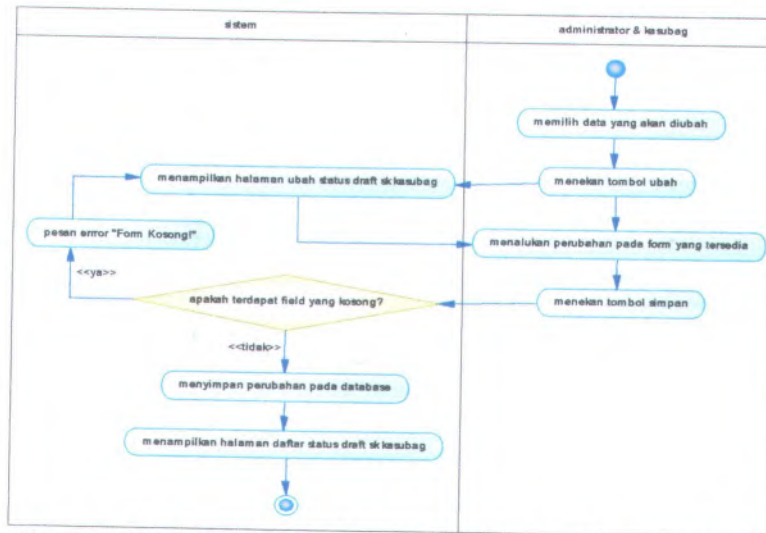 sistem
administrator & kasubag
memilih data yang akan diubah
menampilkan halaman ubah status draft sk kasubag
menekan tombol ubah
pesan error "Form Kosong!"
menalukan perubahan pada form yang tersedia
<<ya>>
apakah terdapat field yang kosong?
menekan tombol simpan
<<tidak>>
menyimpan perubahan pada database
menampilkan halaman daftar status draft sk kasubag